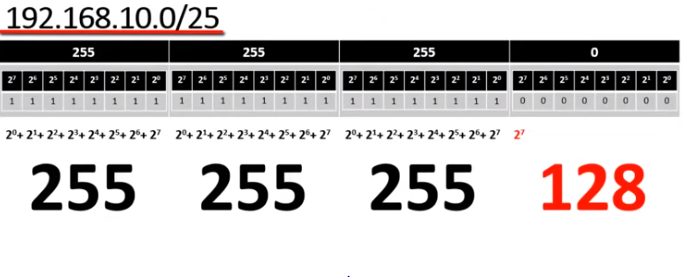 192.168.10.0/25
255 255 255 0
2⁷ 2⁶ 2⁵ 2⁴ 2³ 2² 2¹ 2⁰ 2⁷ 2⁶ 2⁵ 2⁴ 2³ 2² 2¹ 2⁰ 2⁷ 2⁶ 2⁵ 2⁴ 2³ 2² 2¹ 2⁰ 2⁷ 2⁶ 2⁵ 2⁴ 2³ 2² 2¹ 2⁰
1 1 1 1 1 1 1 1 1 1 1 1 1 1 1 1 1 1 1 1 1 1 1 1 0 0 0 0 0 0 0 0
2⁰+ 2¹+ 2²+ 2³+ 2⁴+ 2⁵+ 2⁶+ 2⁷ 2⁰+ 2¹+ 2²+ 2³+ 2⁴+ 2⁵+ 2⁶+ 2⁷ 2⁰+ 2¹+ 2²+ 2³+ 2⁴+ 2⁵+ 2⁶+ 2⁷ 2⁷
255 255 255 128